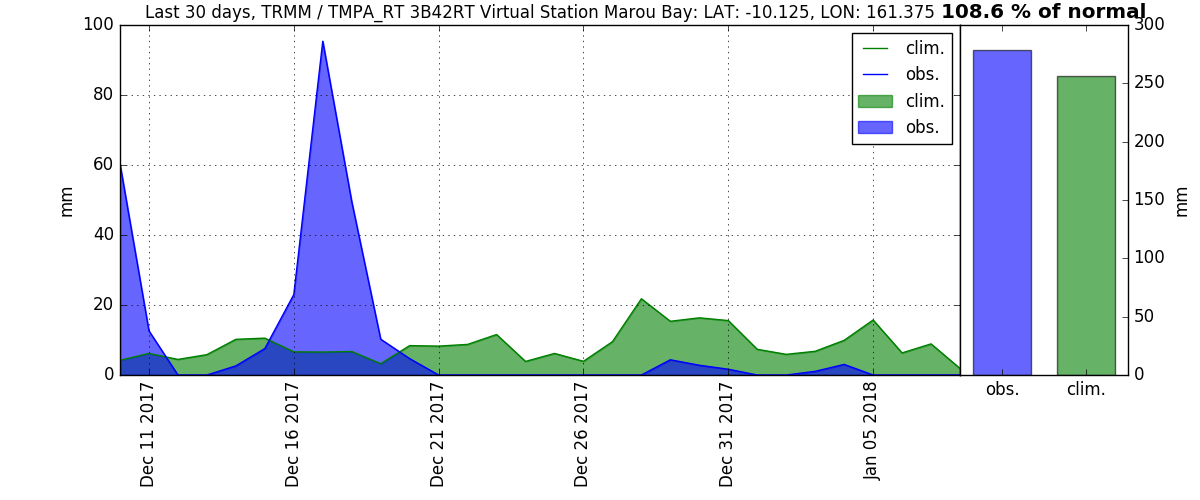 Last 30 days, TRMM / TMPA_RT 3B42RT Virtual Station Marou Bay: LAT: -10.125, LON: 161.375 108.6 % of normal
100
80
60
40
20
0
mm
clim.
obs.
clim.
obs.
300
250
200
150
100
50
0
mm
obs. clim.
Dec 11 2017
Dec 16 2017
Dec 21 2017
Dec 26 2017
Dec 31 2017
Jan 05 2018